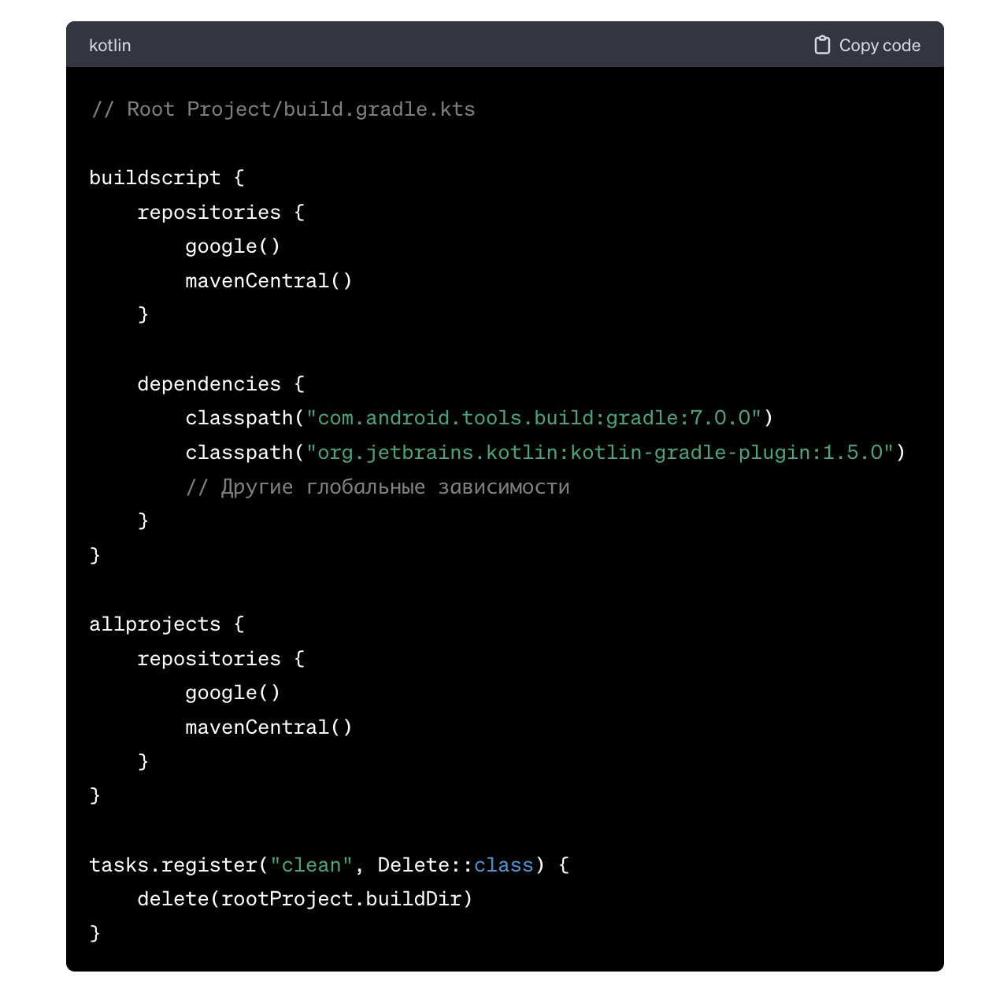 kotlin
Copy code
// Root Project/build.gradle.kts
buildscript {
    repositories {
        google()
        mavenCentral()
    }
    dependencies {
        classpath("com.android.tools.build:gradle:7.0.0")
        classpath("org.jetbrains.kotlin:kotlin-gradle-plugin:1.5.0")
        // Другие глобальные зависимости
    }
}
allprojects {
    repositories {
        google()
        mavenCentral()
    }
}
tasks.register("clean", Delete::class) {
    delete(rootProject.buildDir)
}